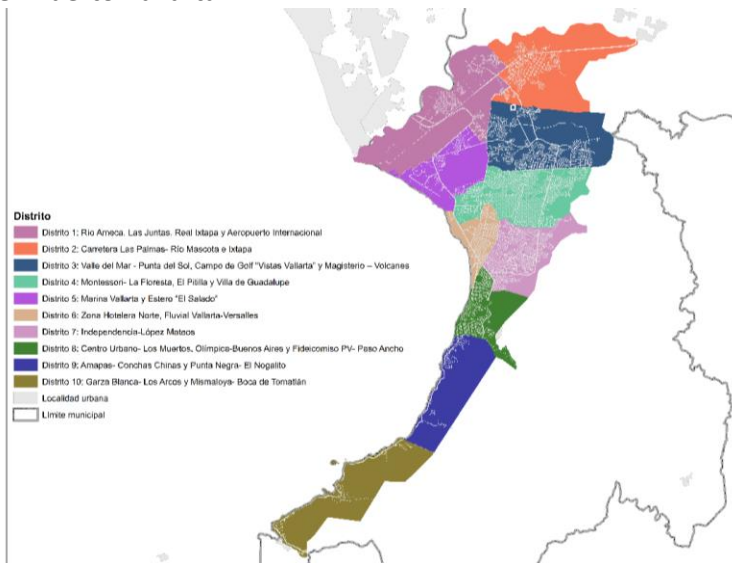 Distrito
Distrito 1: Rio Ameca. Las Juntas. Real Ixtapa y Aeropuerto Internacional
Distrito 2: Carretera Las Palmas- Río Mascota e Ixtapa
Distrito 3: Valle del Mar - Punta del Sol, Campo de Golf "Vistas Vallarta" y Magisterio – Volcanes
Distrito 4: Montessori- La Floresta, El Pitilla y Villa de Guadalupe
Distrito 5: Marina Vallarta y Estero "El Salado"
Distrito 6: Zona Hotelera Norte, Fluvial Vallarta-Versalles
Distrito 7: Independencia-López Mateos
Distrito 8: Centro Urbano- Los Muertos, Olímpica-Buenos Aires y Fideicomiso PV- Paso Ancho
Distrito 9: Amapas- Conchas Chinas y Punta Negra- El Nogalito
Distrito 10: Garza Blanca- Los Arcos y Mismaloya- Boca de Tomatlán
Localidad urbana
Límite municipal